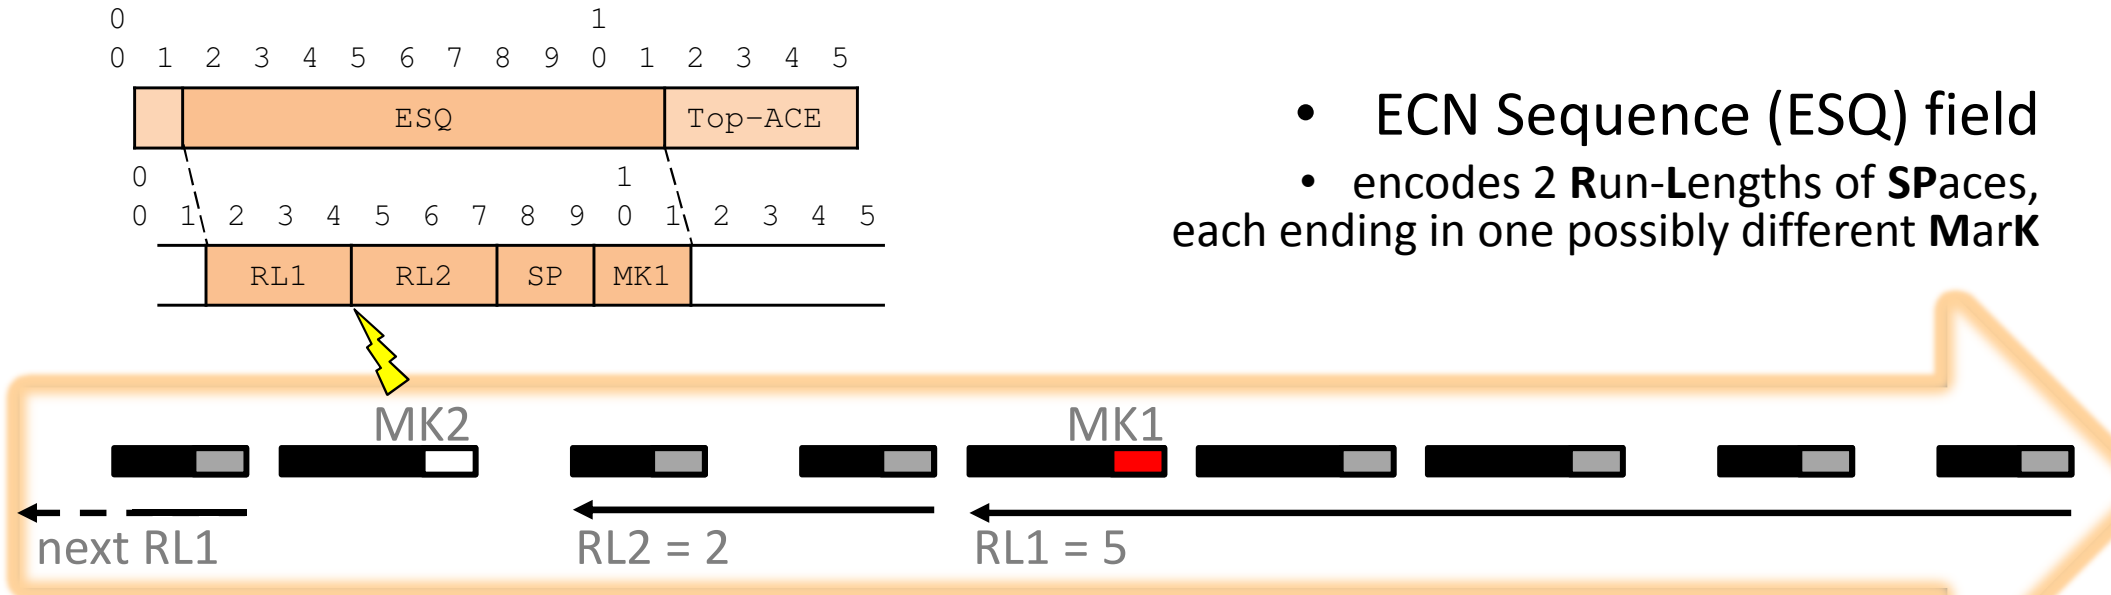 0 1
0 1 2 3 4 5 6 7 8 9 0 1 2 3 4 5
ESQ Top-ACE
0 1
0 1 2 3 4 5 6 7 8 9 0 1 2 3 4 5
RL1 RL2 SP MK1
• ECN Sequence (ESQ) field
• encodes 2 Run-Lengths of SPaces,
each ending in one possibly different MarK
MK2 MK1
next RL1 RL2 = 2 RL1 = 5